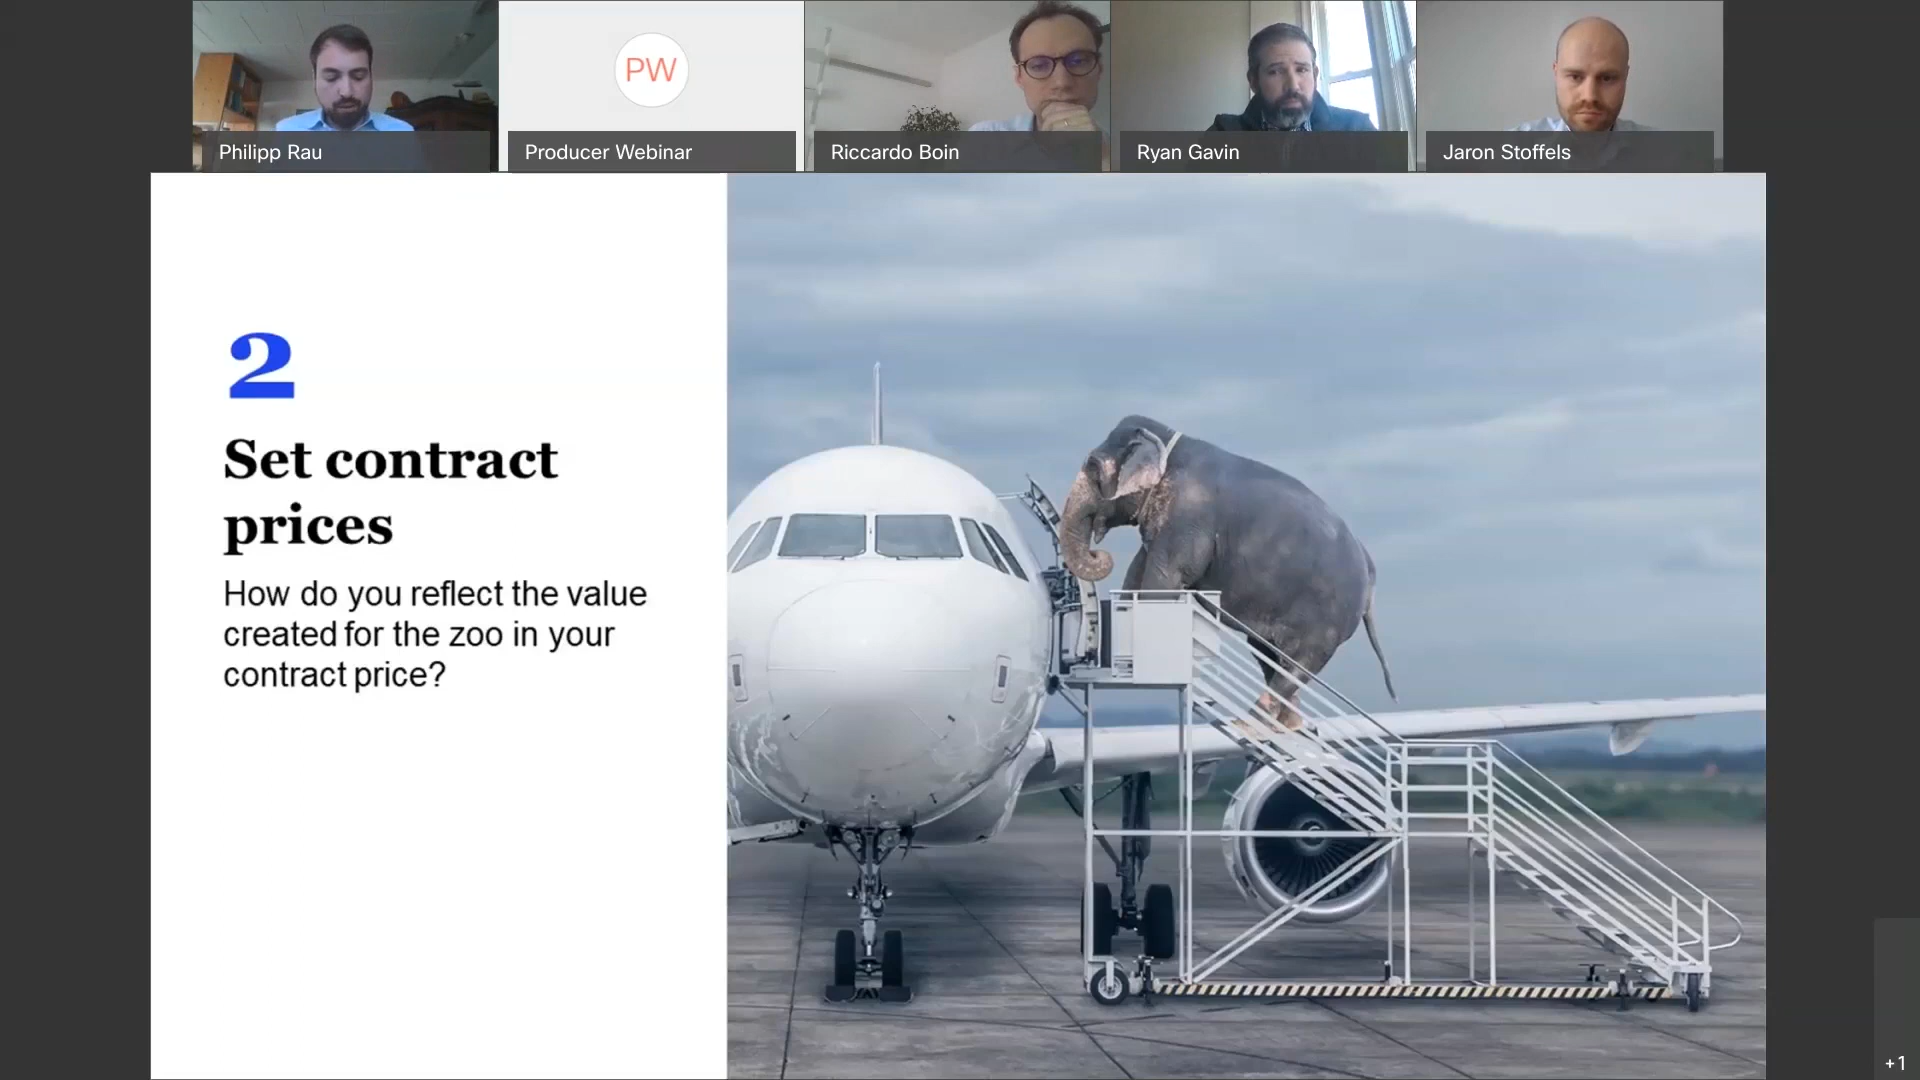 PW
Philipp Rau
Producer Webinar
Riccardo Boin
Ryan Gavin
Jaron Stoffels
2
Set contract
prices
How do you reflect the value
created for the zoo in your
contract price?
+1